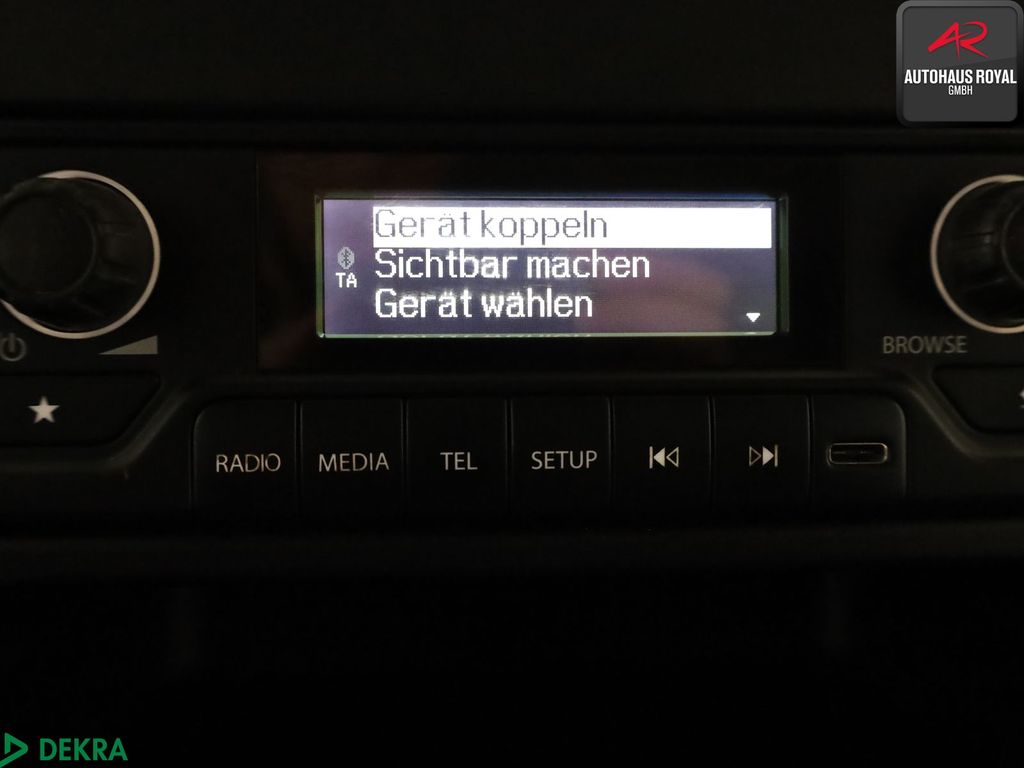 AR
AUTOHAUS ROYAL
GMBH
Gerät koppeln
Sichtbar machen
Gerät wählen
TA
BROWSE
RADIO
MEDIA
TEL
SETUP
DEKRA